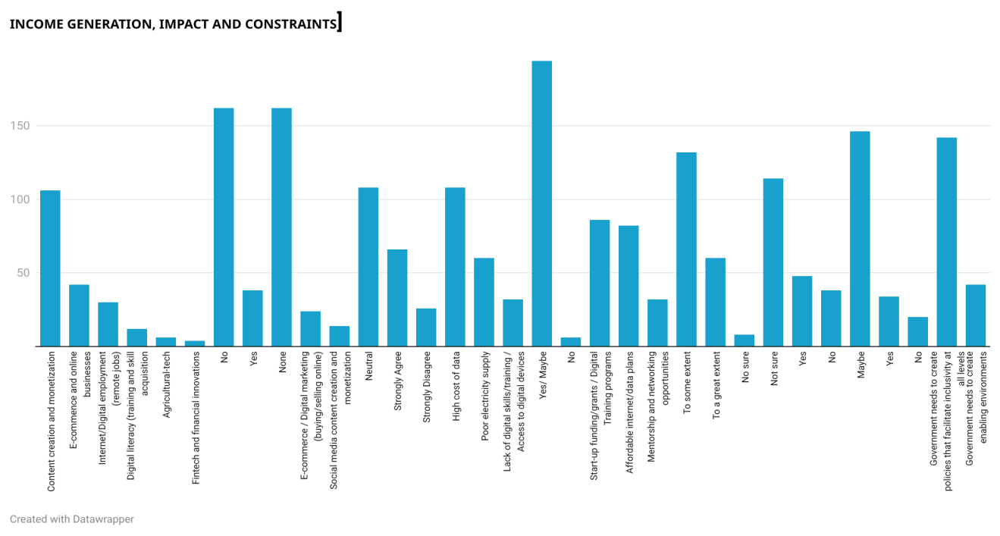 INCOME GENERATION, IMPACT AND CONSTRAINTS]
150
100
50
Content creation and monetization
E-commence and online
businesses
Internet/Digital employment
(remote jobs)
Digital literacy (training and skill
acquisition
Agricultural-tech
Fintech and financial innovations
No
Yes
None
E-commerce / Digital marketing
(buying/selling online)
Social media content creation and
monetization
Neutral
Strongly Agree
Strongly Disagree
High cost of data
Poor electricity supply
Lack of digital skills/training /
Access to digital devices
Yes/ Maybe
No
Start-up funding/grants / Digital
Training programs
Affordable internet/data plans
Mentorship and networking
opportunities
To some extent
To a great extent
No sure
Not sure
Yes
No
Maybe
Yes
No
Government needs to create
policies that facilitate inclusivity at
all levels
Government needs to create
enabling environments
Created with Datawrapper